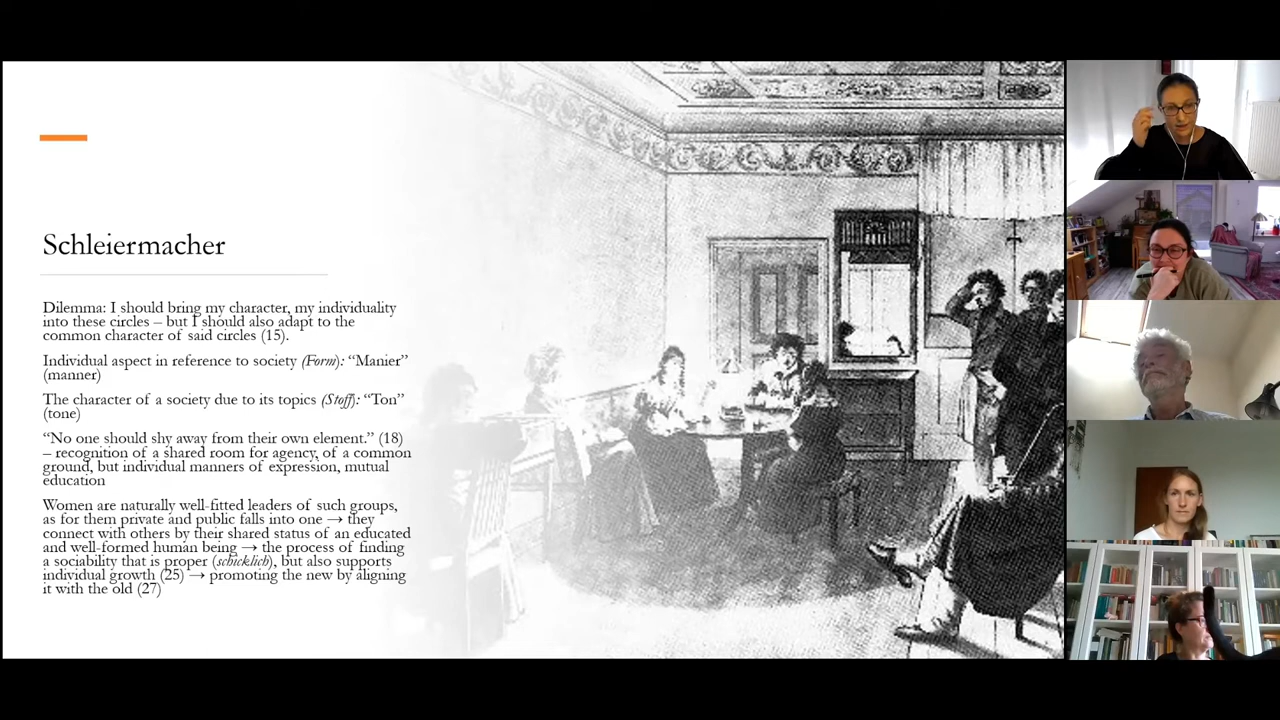 Schleiermacher
Dilemma: I should bring my character, my individuality
into these circles – but I should also adapt to the
common character of said circles (15).
Individual aspect in reference to society (Form): “Manier”
(manner)
The character of a society due to its topics (Stoff): “Ton”
(tone)
“No one should shy away from their own element.” (18)
– recognition of a shared room for agency, of a common
ground, but individual manners of expression, mutual
education
Women are naturally well-fitted leaders of such groups,
as for them private and public falls into one → they
connect with others by their shared status of an educated
and well-formed human being → the process of finding
a sociability that is proper (schicklich), but also supports
individual growth (25) → promoting the new by aligning
it with the old (27)